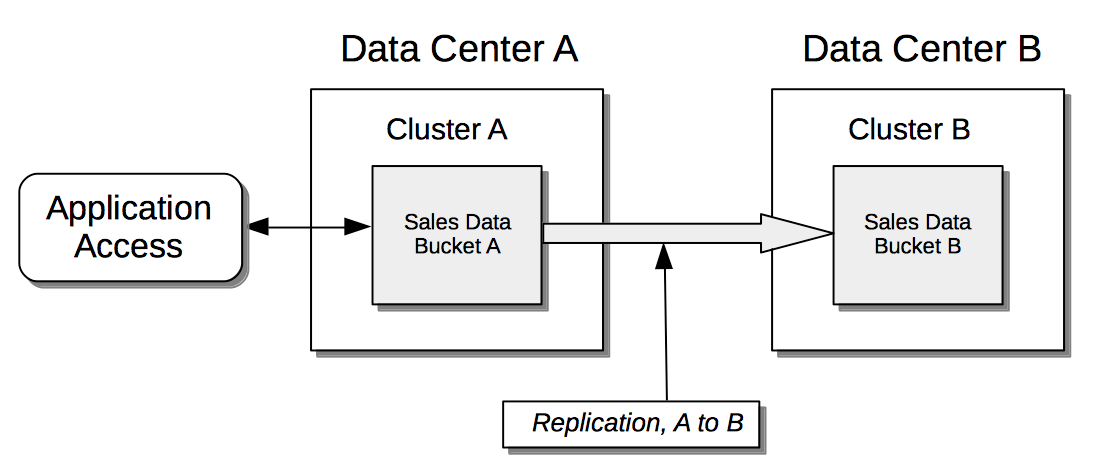 Data Center A
Data Center B
Cluster A
Cluster B
Application
Access
Sales Data
Bucket A
Sales Data
Bucket B
Replication, A to B